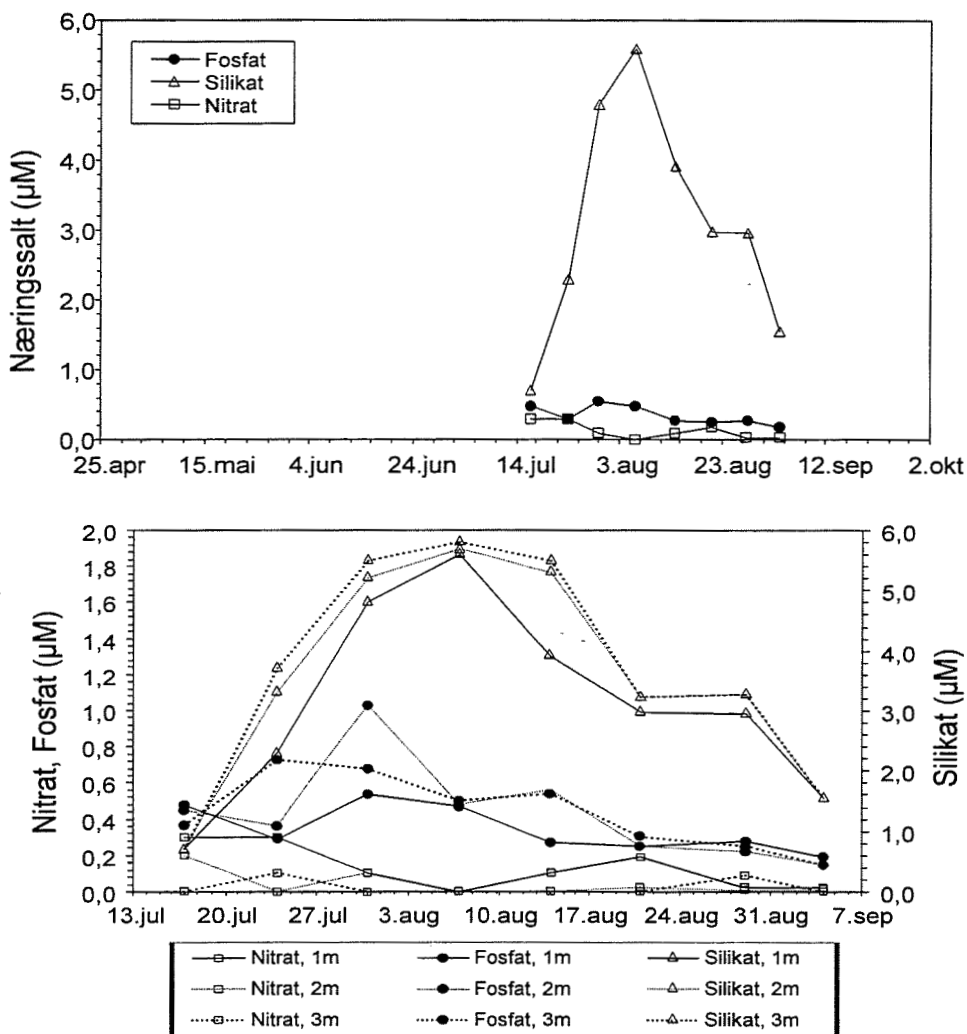 6,0
5,0
4,0
3,0
2,0
1,0
0,0
Næringssalt (µM)
Fosfat
Silikat
Nitrat
25.apr 15.mai 4.jun 24.jun 14.jul 3.aug 23.aug 12.sep 2.okt
2,0
1,8
1,6
1,4
1,2
1,0
0,8
0,6
0,4
0,2
0,0
Nitrat, Fosfat (µM)
6,0
5,0
4,0
3,0
2,0
1,0
0,0
Silikat (µM)
13.jul 20.jul 27.jul 3.aug 10.aug 17.aug 24.aug 31.aug 7.sep
Nitrat, 1m Fosfat, 1m Silikat, 1m
Nitrat, 2m Fosfat, 2m Silikat, 2m
Nitrat, 3m Fosfat, 3m Silikat, 3m